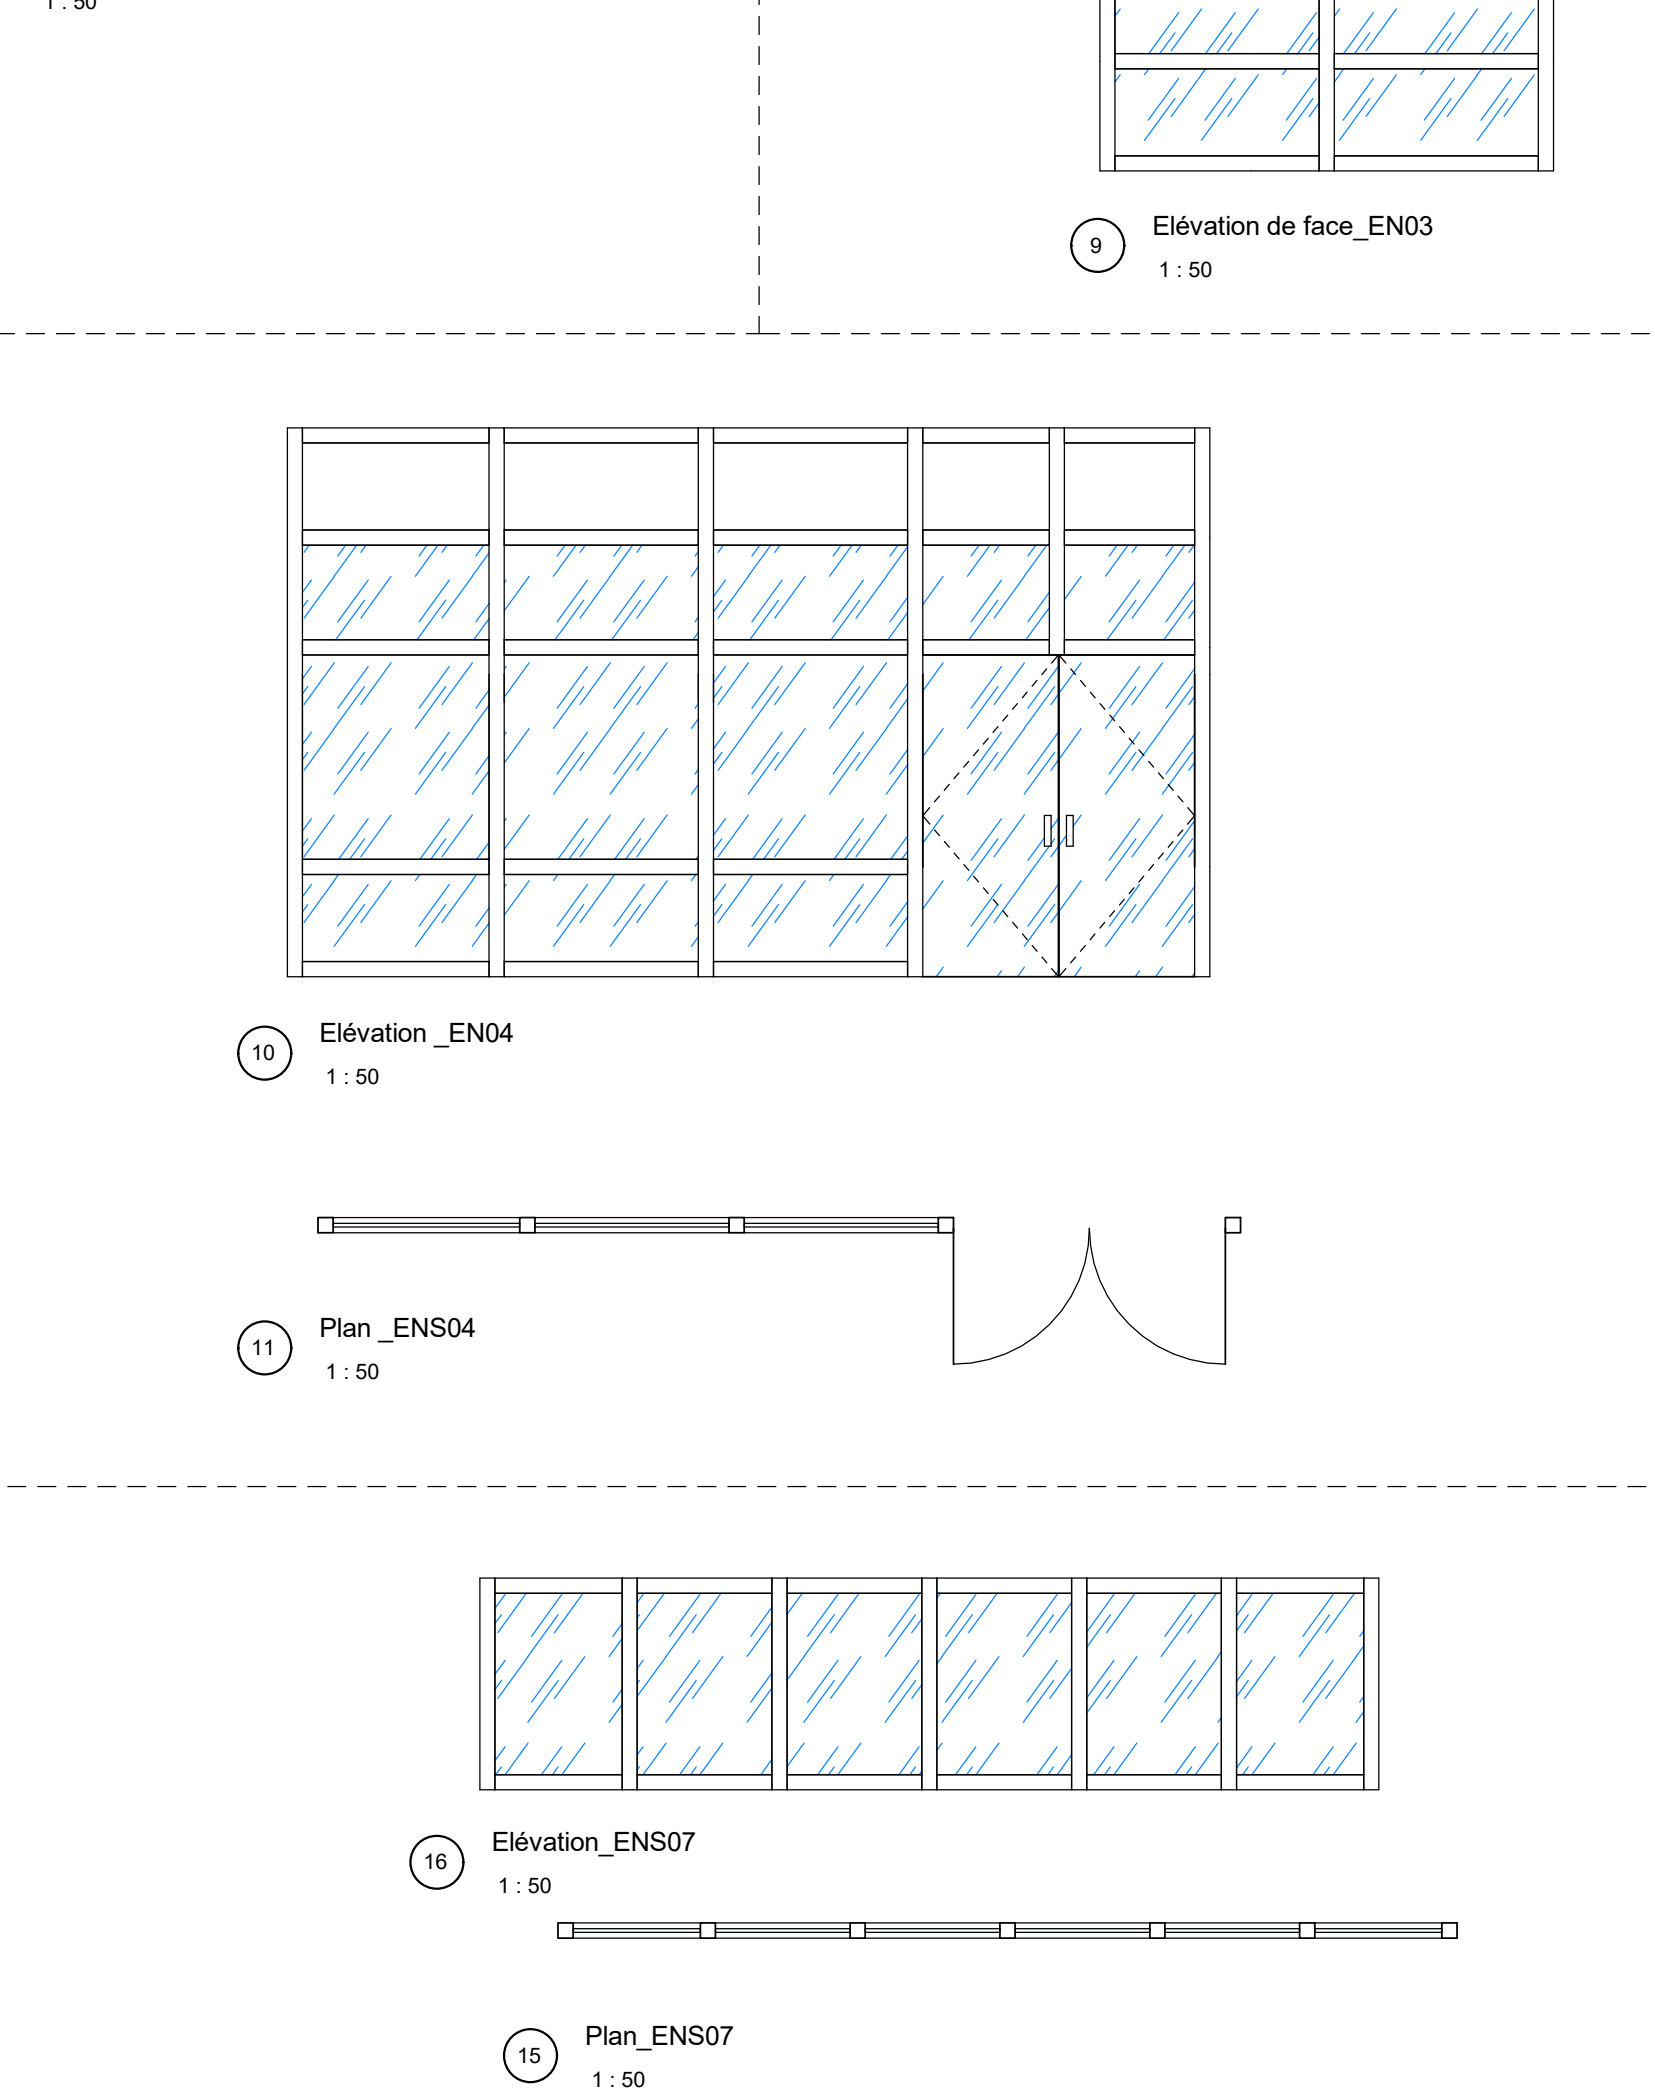 1 : 50
9
Elévation de face_EN03
1 : 50
10
Elévation _EN04
1 : 50
11
Plan _ENS04
1 : 50
16
Elévation_ENS07
1 : 50
15
Plan_ENS07
1 : 50